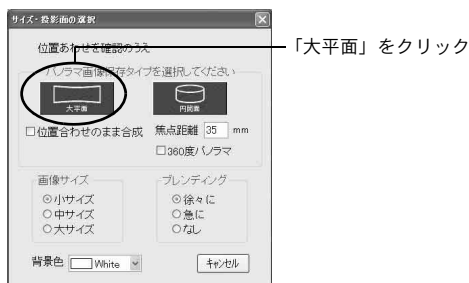 サイズ・投影面の選択
位置あわせを確認のうえ
「大平面」をクリック
パノラマ画像保存タイプを選択してください
大平面
円筒面
位置合わせのまま合成
焦点距離 35 mm
360度パノラマ
画像サイズ
小サイズ
中サイズ
大サイズ
ブレンディング
徐々に
急に
なし
背景色 White
キャンセル